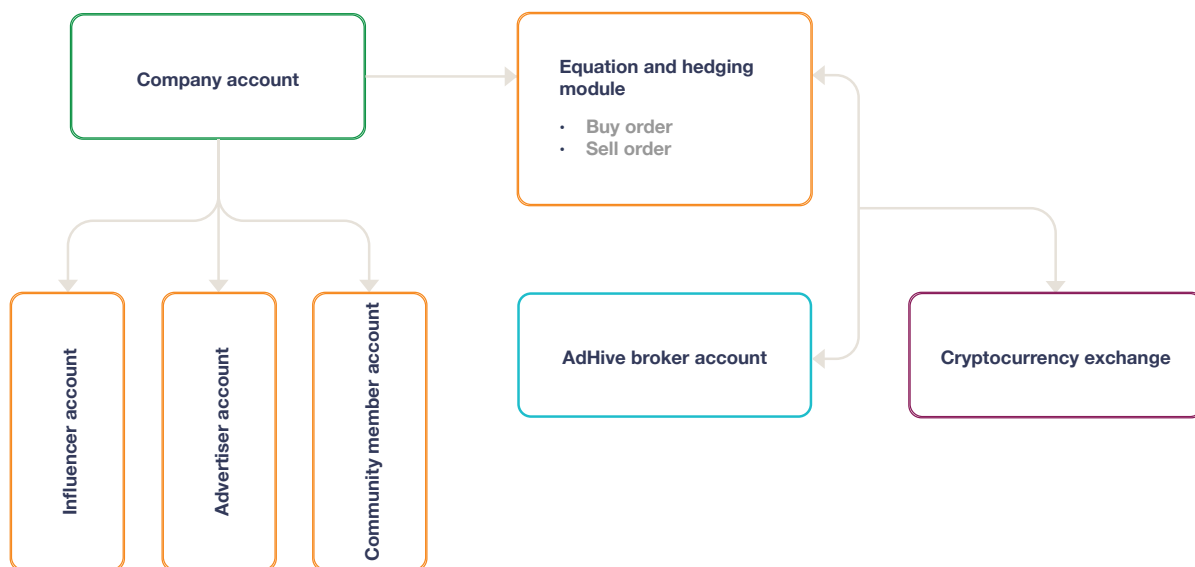 Company account
Equation and hedging
module
• Buy order
• Sell order
AdHive broker account
Cryptocurrency exchange
Influencer account
Advertiser account
Community member account